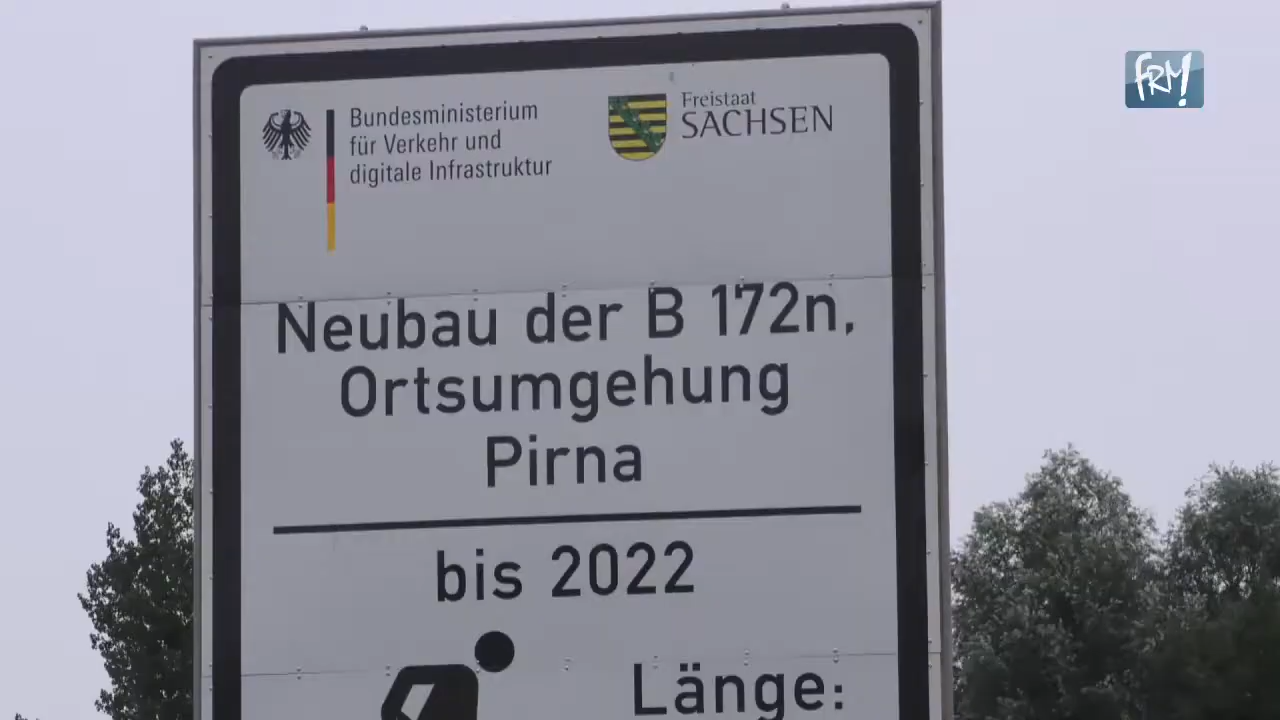 FRM!
Bundesministerium
für Verkehr und
digitale Infrastruktur
Freistaat
SACHSEN
Neubau der B 172n,
Ortsumgehung
Pirna
bis 2022
Länge: